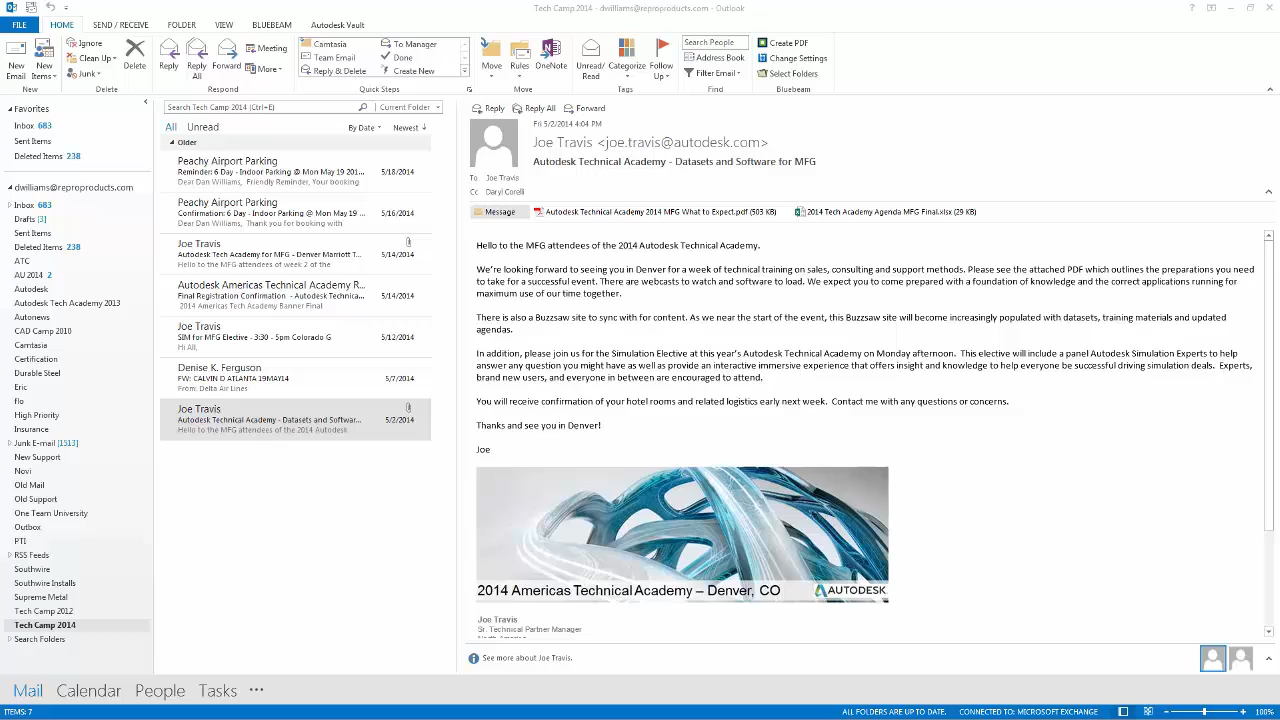 Tech Camp 2014 - dwilliams@reproproducts.com - Outlook
FILE HOME SEND / RECEIVE FOLDER VIEW BLUEBEAM Autodesk Vault
New Email
New Items
Ignore
Clean Up
Junk
Delete
Reply
Reply All
Forward
Meeting
More
Camtasia
Team Email
Reply & Delete
To Manager
Done
Create New
Move
Rules
OneNote
Unread/ Read
Categorize
Follow Up
Search People
Address Book
Filter Email
Create PDF
Change Settings
Select Folders
New Delete Respond Quick Steps Move Tags Find Bluebeam
Favorites
Inbox 683
Sent Items
Deleted Items 238
dwilliams@reproproducts.com
Inbox 683
Drafts [3]
Sent Items
Deleted Items 238
ATC
AU 2014 2
Autodesk
Autodesk Tech Academy 2013
Autonews
CAD Camp 2010
Camtasia
Certification
Durable Steel
Eric
flo
High Priority
Insurance
Junk E-mail [1513]
New Support
Novi
Old Mail
Old Support
One Team University
Outbox
PTI
RSS Feeds
Southwire
Southwire Installs
Supreme Metal
Tech Camp 2012
Tech Camp 2014
Search Folders
Search Tech Camp 2014 (Ctrl+E) Current Folder
All Unread By Date Newest
Older
Peachy Airport Parking
Reminder: 6 Day - Indoor Parking @ Mon May 19 201... 5/18/2014
Dear Dan Williams, Friendly Reminder, Your booking
Peachy Airport Parking
Confirmation: 6 Day - Indoor Parking @ Mon May 19 ... 5/16/2014
Dear Dan Williams, Thank you for booking with
Joe Travis
Autodesk Tech Academy for MFG - Denver Marriott T... 5/14/2014
Hello to the MFG attendees of week 2 of the
Autodesk Americas Technical Academy R...
Final Registration Confirmation - Autodesk Technica... 5/14/2014
2014 Americas Tech Academy Banner Final
Joe Travis
SIM for MFG Elective - 3:30 - 5pm Colorado G 5/12/2014
Hi All,
Denise K. Ferguson
FW: CALVIN D ATLANTA 19MAY14 5/7/2014
From: Delta Air Lines
Joe Travis
Autodesk Technical Academy - Datasets and Softwar... 5/2/2014
Hello to the MFG attendees of the 2014 Autodesk
Reply Reply All Forward
Fri 5/2/2014 4:04 PM
Joe Travis <joe.travis@autodesk.com>
Autodesk Technical Academy - Datasets and Software for MFG
To: Joe Travis
Cc Daryl Corelli
Message Autodesk Technical Academy 2014 MFG What to Expect.pdf (503 KB) 2014 Tech Academy Agenda MFG Final.xlsx (29 KB)
Hello to the MFG attendees of the 2014 Autodesk Technical Academy.
We're looking forward to seeing you in Denver for a week of technical training on sales, consulting and support methods. Please see the attached PDF which outlines the preparations you need
to take for a successful event. There are webcasts to watch and software to load. We expect you to come prepared with a foundation of knowledge and the correct applications running for
maximum use of our time together.
There is also a Buzzsaw site to sync with for content. As we near the start of the event, this Buzzsaw site will become increasingly populated with datasets, training materials and updated
agendas.
In addition, please join us for the Simulation Elective at this year's Autodesk Technical Academy on Monday afternoon. This elective will include a panel Autodesk Simulation Experts to help
answer any question you might have as well as provide an interactive immersive experience that offers insight and knowledge to help everyone be successful driving simulation deals. Experts,
brand new users, and everyone in between are encouraged to attend.
You will receive confirmation of your hotel rooms and related logistics early next week. Contact me with any questions or concerns.
Thanks and see you in Denver!
Joe
2014 Americas Technical Academy – Denver, CO AUTODESK
Joe Travis
Sr. Technical Partner Manager
North America
See more about Joe Travis.
Mail Calendar People Tasks
ITEMS: 7 ALL FOLDERS ARE UP TO DATE. CONNECTED TO: MICROSOFT EXCHANGE 100%